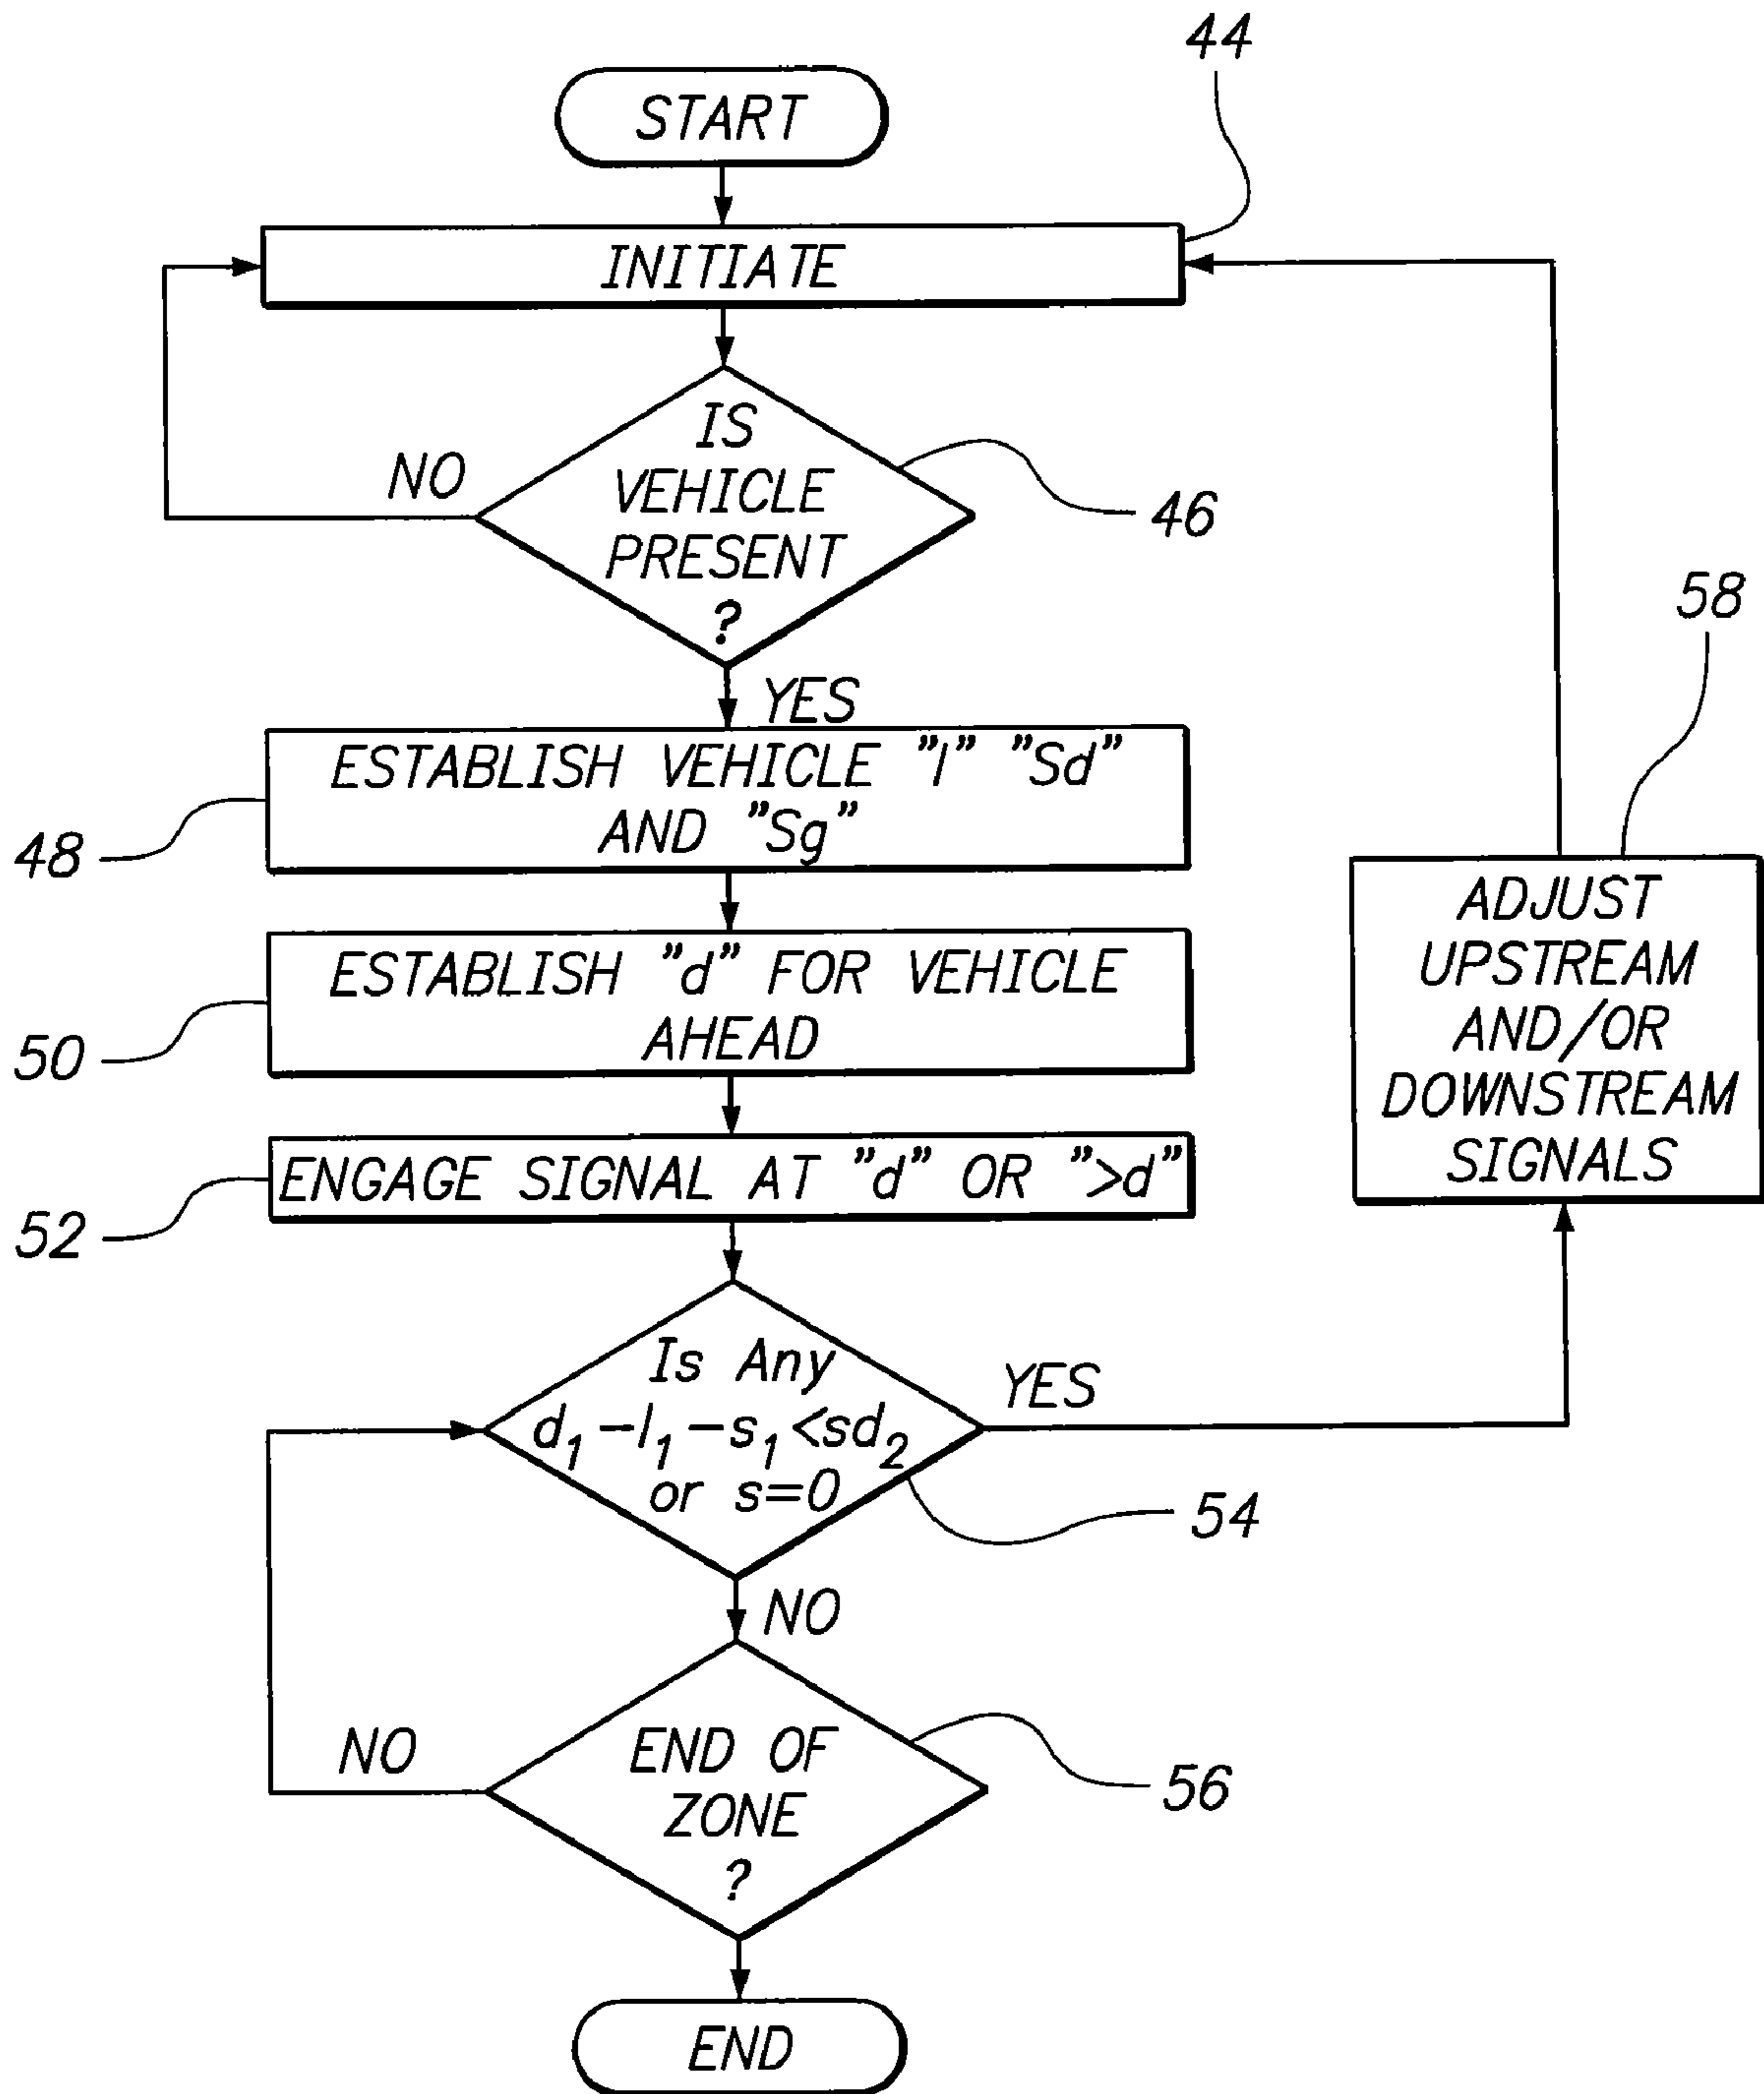 44
START
INITIATE
IS
VEHICLE
PRESENT
?
NO
46
YES
58
ESTABLISH VEHICLE "l" "Sd"
AND "Sg"
48
ADJUST
UPSTREAM
AND/OR
DOWNSTREAM
SIGNALS
ESTABLISH "d" FOR VEHICLE
AHEAD
50
ENGAGE SIGNAL AT "d" OR ">d"
52
Is Any
d₁-l₁-s₁<sd₂
or s=0
YES
54
NO
END OF
ZONE
?
NO
56
END